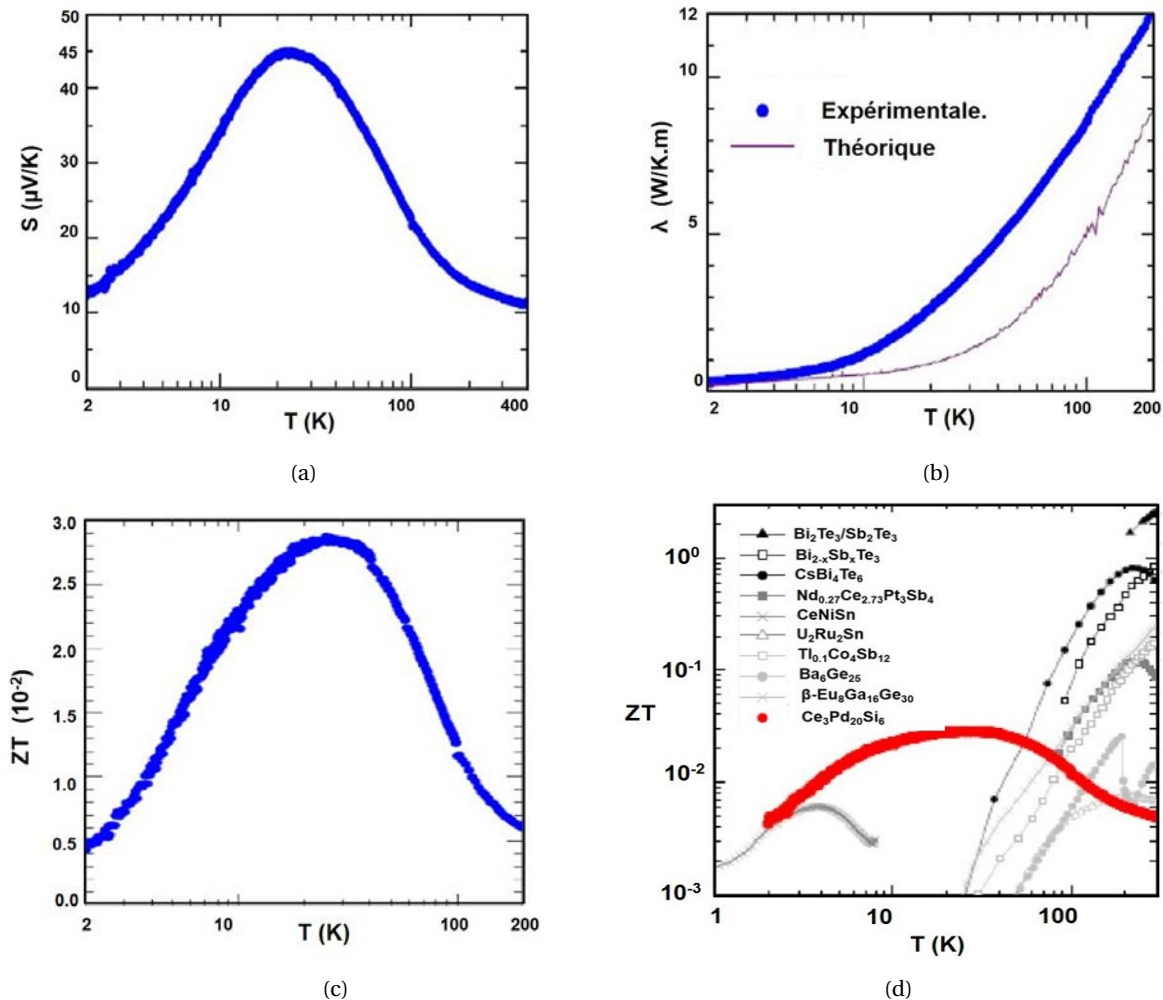 50
45
40
30
20
10
0
S (µV/K)
2 10 100 400
T (K)
(a)
12
10
5
0
λ (W/K.m)
Expérimentale.
Théorique
2 10 100 200
T (K)
(b)
3.0
2.5
2.0
1.5
1.0
0.5
0.0
ZT (10⁻²)
2 10 100 200
T (K)
(c)
10⁰
10⁻¹
10⁻²
10⁻³
ZT
Bi₂Te₃/Sb₂Te₃
Bi₂₋ₓSbₓTe₃
CsBi₄Te₆
Nd₀.₂₇Ce₂.₇₃Pt₃Sb₄
CeNiSn
U₂Ru₂Sn
Tl₀.₁Co₄Sb₁₂
Ba₆Ge₂₅
β-Eu₈Ga₁₆Ge₃₀
Ce₃Pd₂₀Si₆
1 10 100
T (K)
(d)